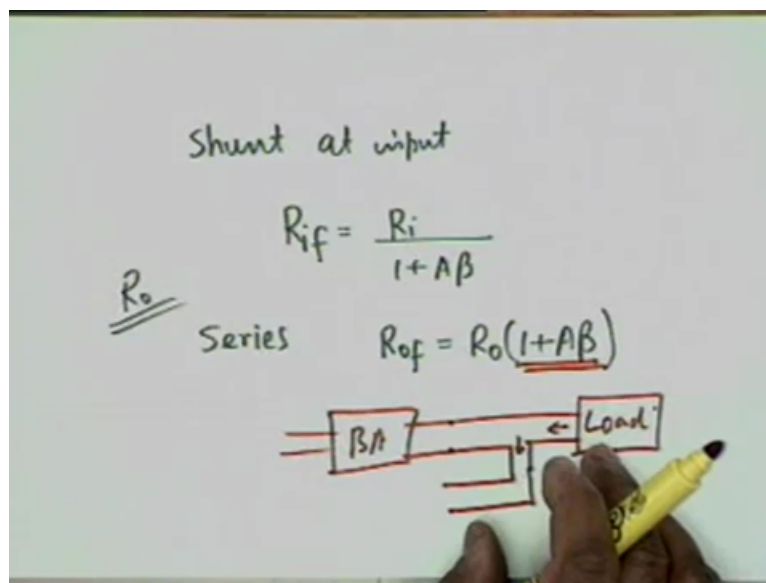 Shunt at input
Rif = Ri / 1+Aβ
Ro
Series Rof = Ro(1+Aβ)
BA
Load